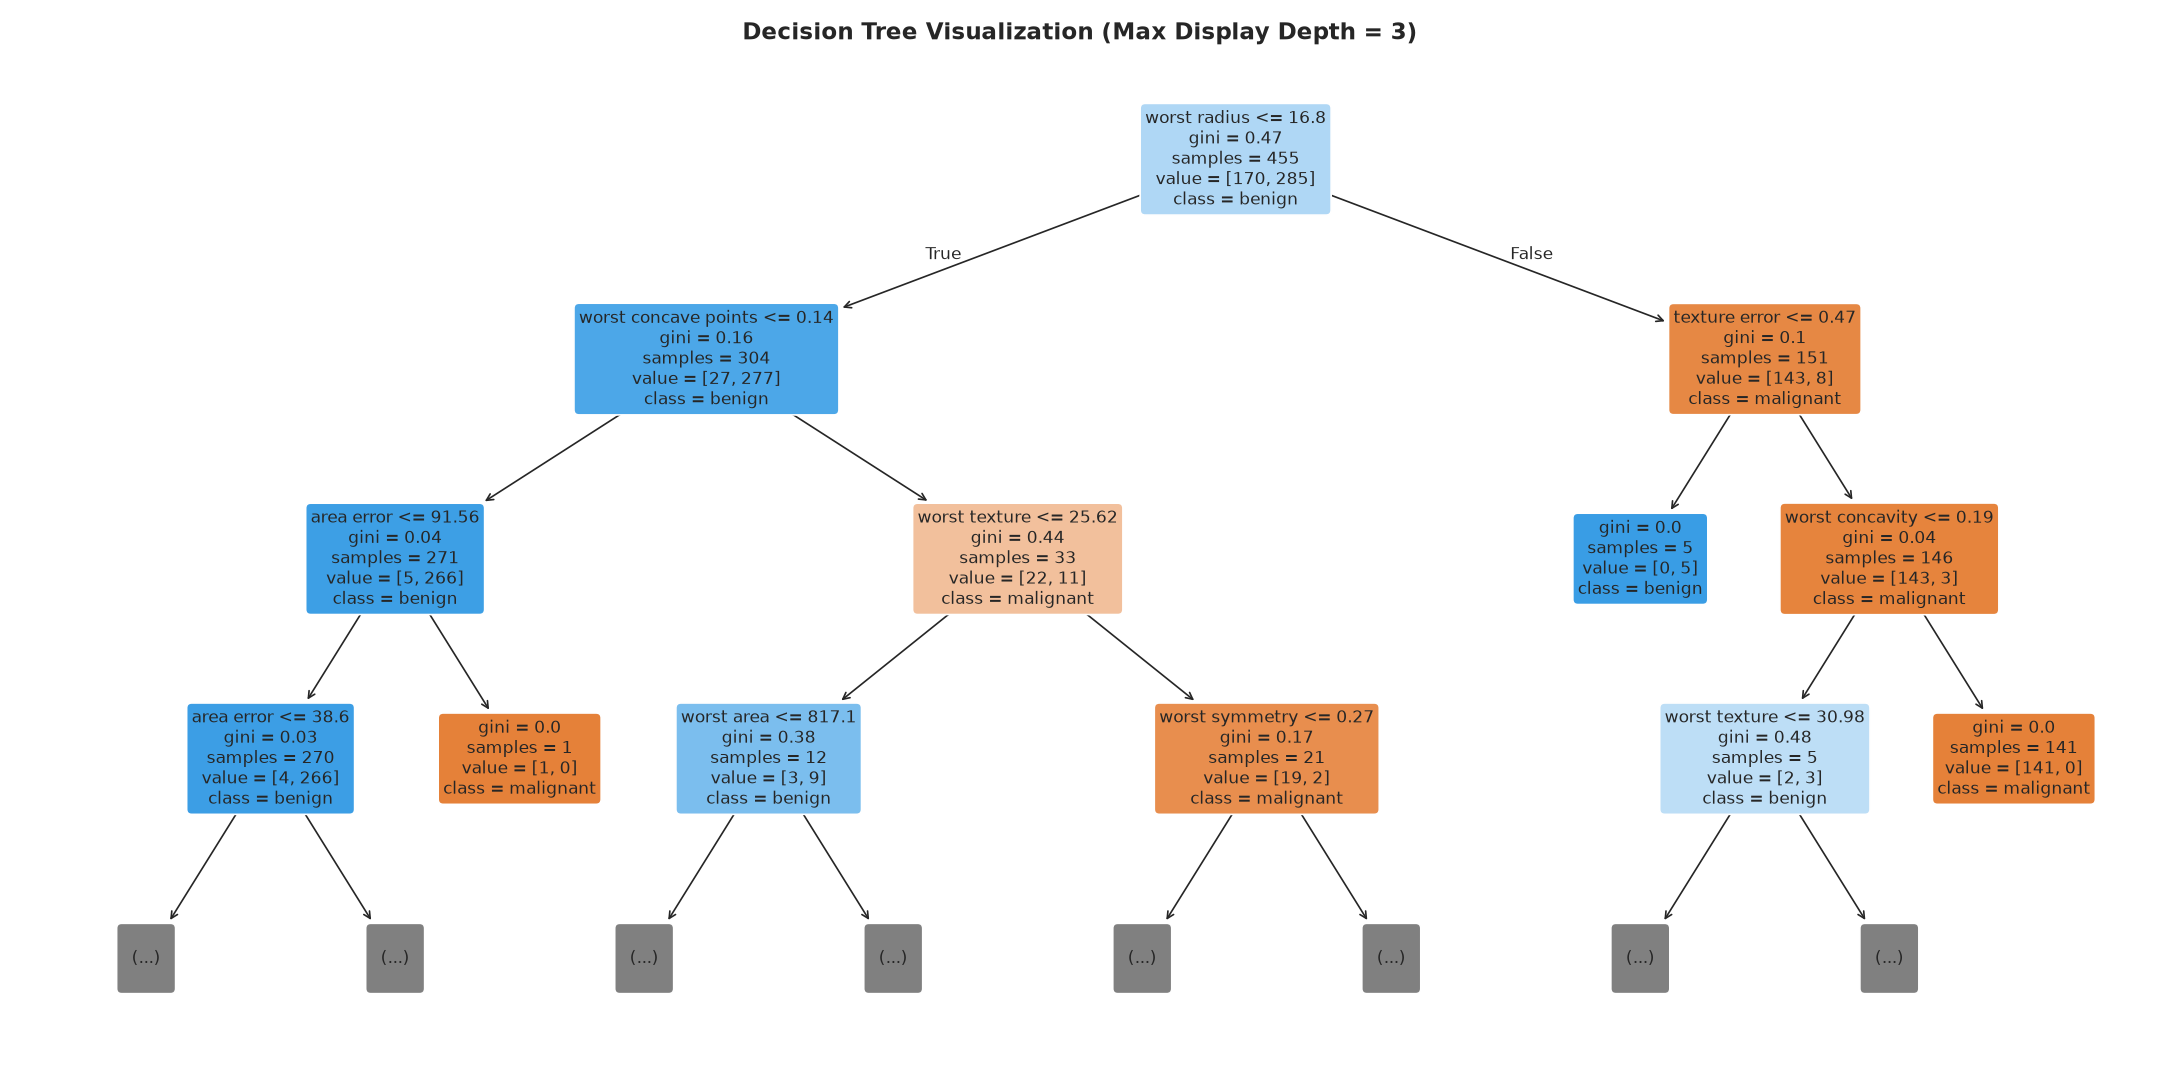 Decision Tree Visualization (Max Display Depth = 3)
worst radius <= 16.8
gini = 0.47
samples = 455
value = [170, 285]
class = benign
True
False
worst concave points <= 0.14
gini = 0.16
samples = 304
value = [27, 277]
class = benign
texture error <= 0.47
gini = 0.1
samples = 151
value = [143, 8]
class = malignant
area error <= 91.56
gini = 0.04
samples = 271
value = [5, 266]
class = benign
worst texture <= 25.62
gini = 0.44
samples = 33
value = [22, 11]
class = malignant
gini = 0.0
samples = 5
value = [0, 5]
class = benign
worst concavity <= 0.19
gini = 0.04
samples = 146
value = [143, 3]
class = malignant
area error <= 38.6
gini = 0.03
samples = 270
value = [4, 266]
class = benign
gini = 0.0
samples = 1
value = [1, 0]
class = malignant
worst area <= 817.1
gini = 0.38
samples = 12
value = [3, 9]
class = benign
worst symmetry <= 0.27
gini = 0.17
samples = 21
value = [19, 2]
class = malignant
worst texture <= 30.98
gini = 0.48
samples = 5
value = [2, 3]
class = benign
gini = 0.0
samples = 141
value = [141, 0]
class = malignant
(...)
(...)
(...)
(...)
(...)
(...)
(...)
(...)